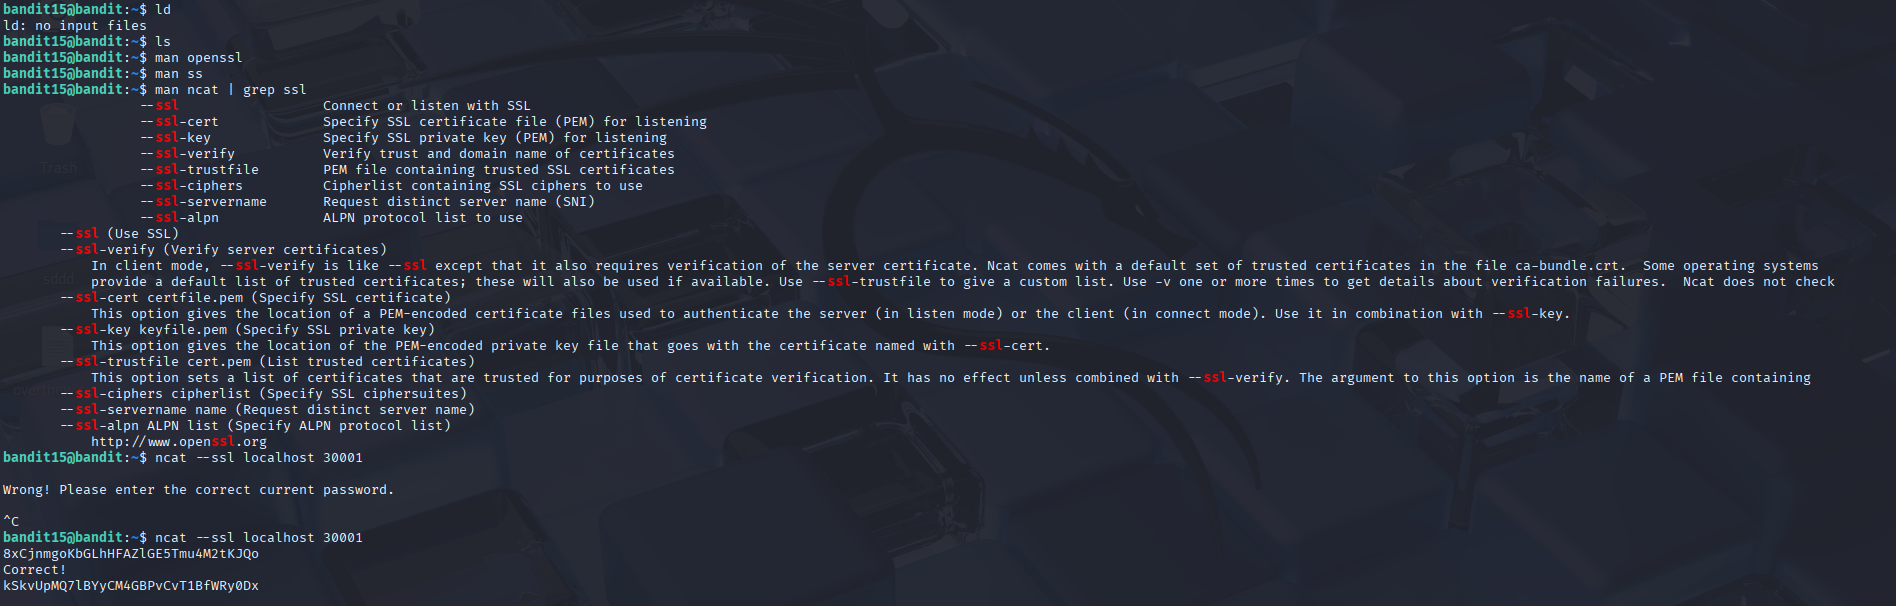 bandit15@bandit:~$ ld
ld: no input files
bandit15@bandit:~$ ls
bandit15@bandit:~$ man openssl
bandit15@bandit:~$ man ss
bandit15@bandit:~$ man ncat | grep ssl
--ssl Connect or listen with SSL
--ssl-cert Specify SSL certificate file (PEM) for listening
--ssl-key Specify SSL private key (PEM) for listening
--ssl-verify Verify trust and domain name of certificates
--ssl-trustfile PEM file containing trusted SSL certificates
--ssl-ciphers Cipherlist containing SSL ciphers to use
--ssl-servername Request distinct server name (SNI)
--ssl-alpn ALPN protocol list to use
--ssl (Use SSL)
--ssl-verify (Verify server certificates)
In client mode, --ssl-verify is like --ssl except that it also requires verification of the server certificate. Ncat comes with a default set of trusted certificates in the file ca-bundle.crt.  Some operating systems
provide a default list of trusted certificates; these will also be used if available. Use --ssl-trustfile to give a custom list. Use -v one or more times to get details about verification failures.  Ncat does not check
--ssl-cert certfile.pem (Specify SSL certificate)
This option gives the location of a PEM-encoded certificate files used to authenticate the server (in listen mode) or the client (in connect mode). Use it in combination with --ssl-key.
--ssl-key keyfile.pem (Specify SSL private key)
This option gives the location of the PEM-encoded private key file that goes with the certificate named with --ssl-cert.
--ssl-trustfile cert.pem (List trusted certificates)
This option sets a list of certificates that are trusted for purposes of certificate verification. It has no effect unless combined with --ssl-verify. The argument to this option is the name of a PEM file containing
--ssl-ciphers cipherlist (Specify SSL ciphersuites)
--ssl-servername name (Request distinct server name)
--ssl-alpn ALPN list (Specify ALPN protocol list)
http://www.openssl.org
bandit15@bandit:~$ ncat --ssl localhost 30001
Wrong! Please enter the correct current password.
^C
bandit15@bandit:~$ ncat --ssl localhost 30001
8xCjnmgoKbGLhHFAZlGE5Tmu4M2tKJQo
Correct!
kSkvUpMQ7lBYyCM4GBPvCvT1BfWRy0Dx
Trash
sddd